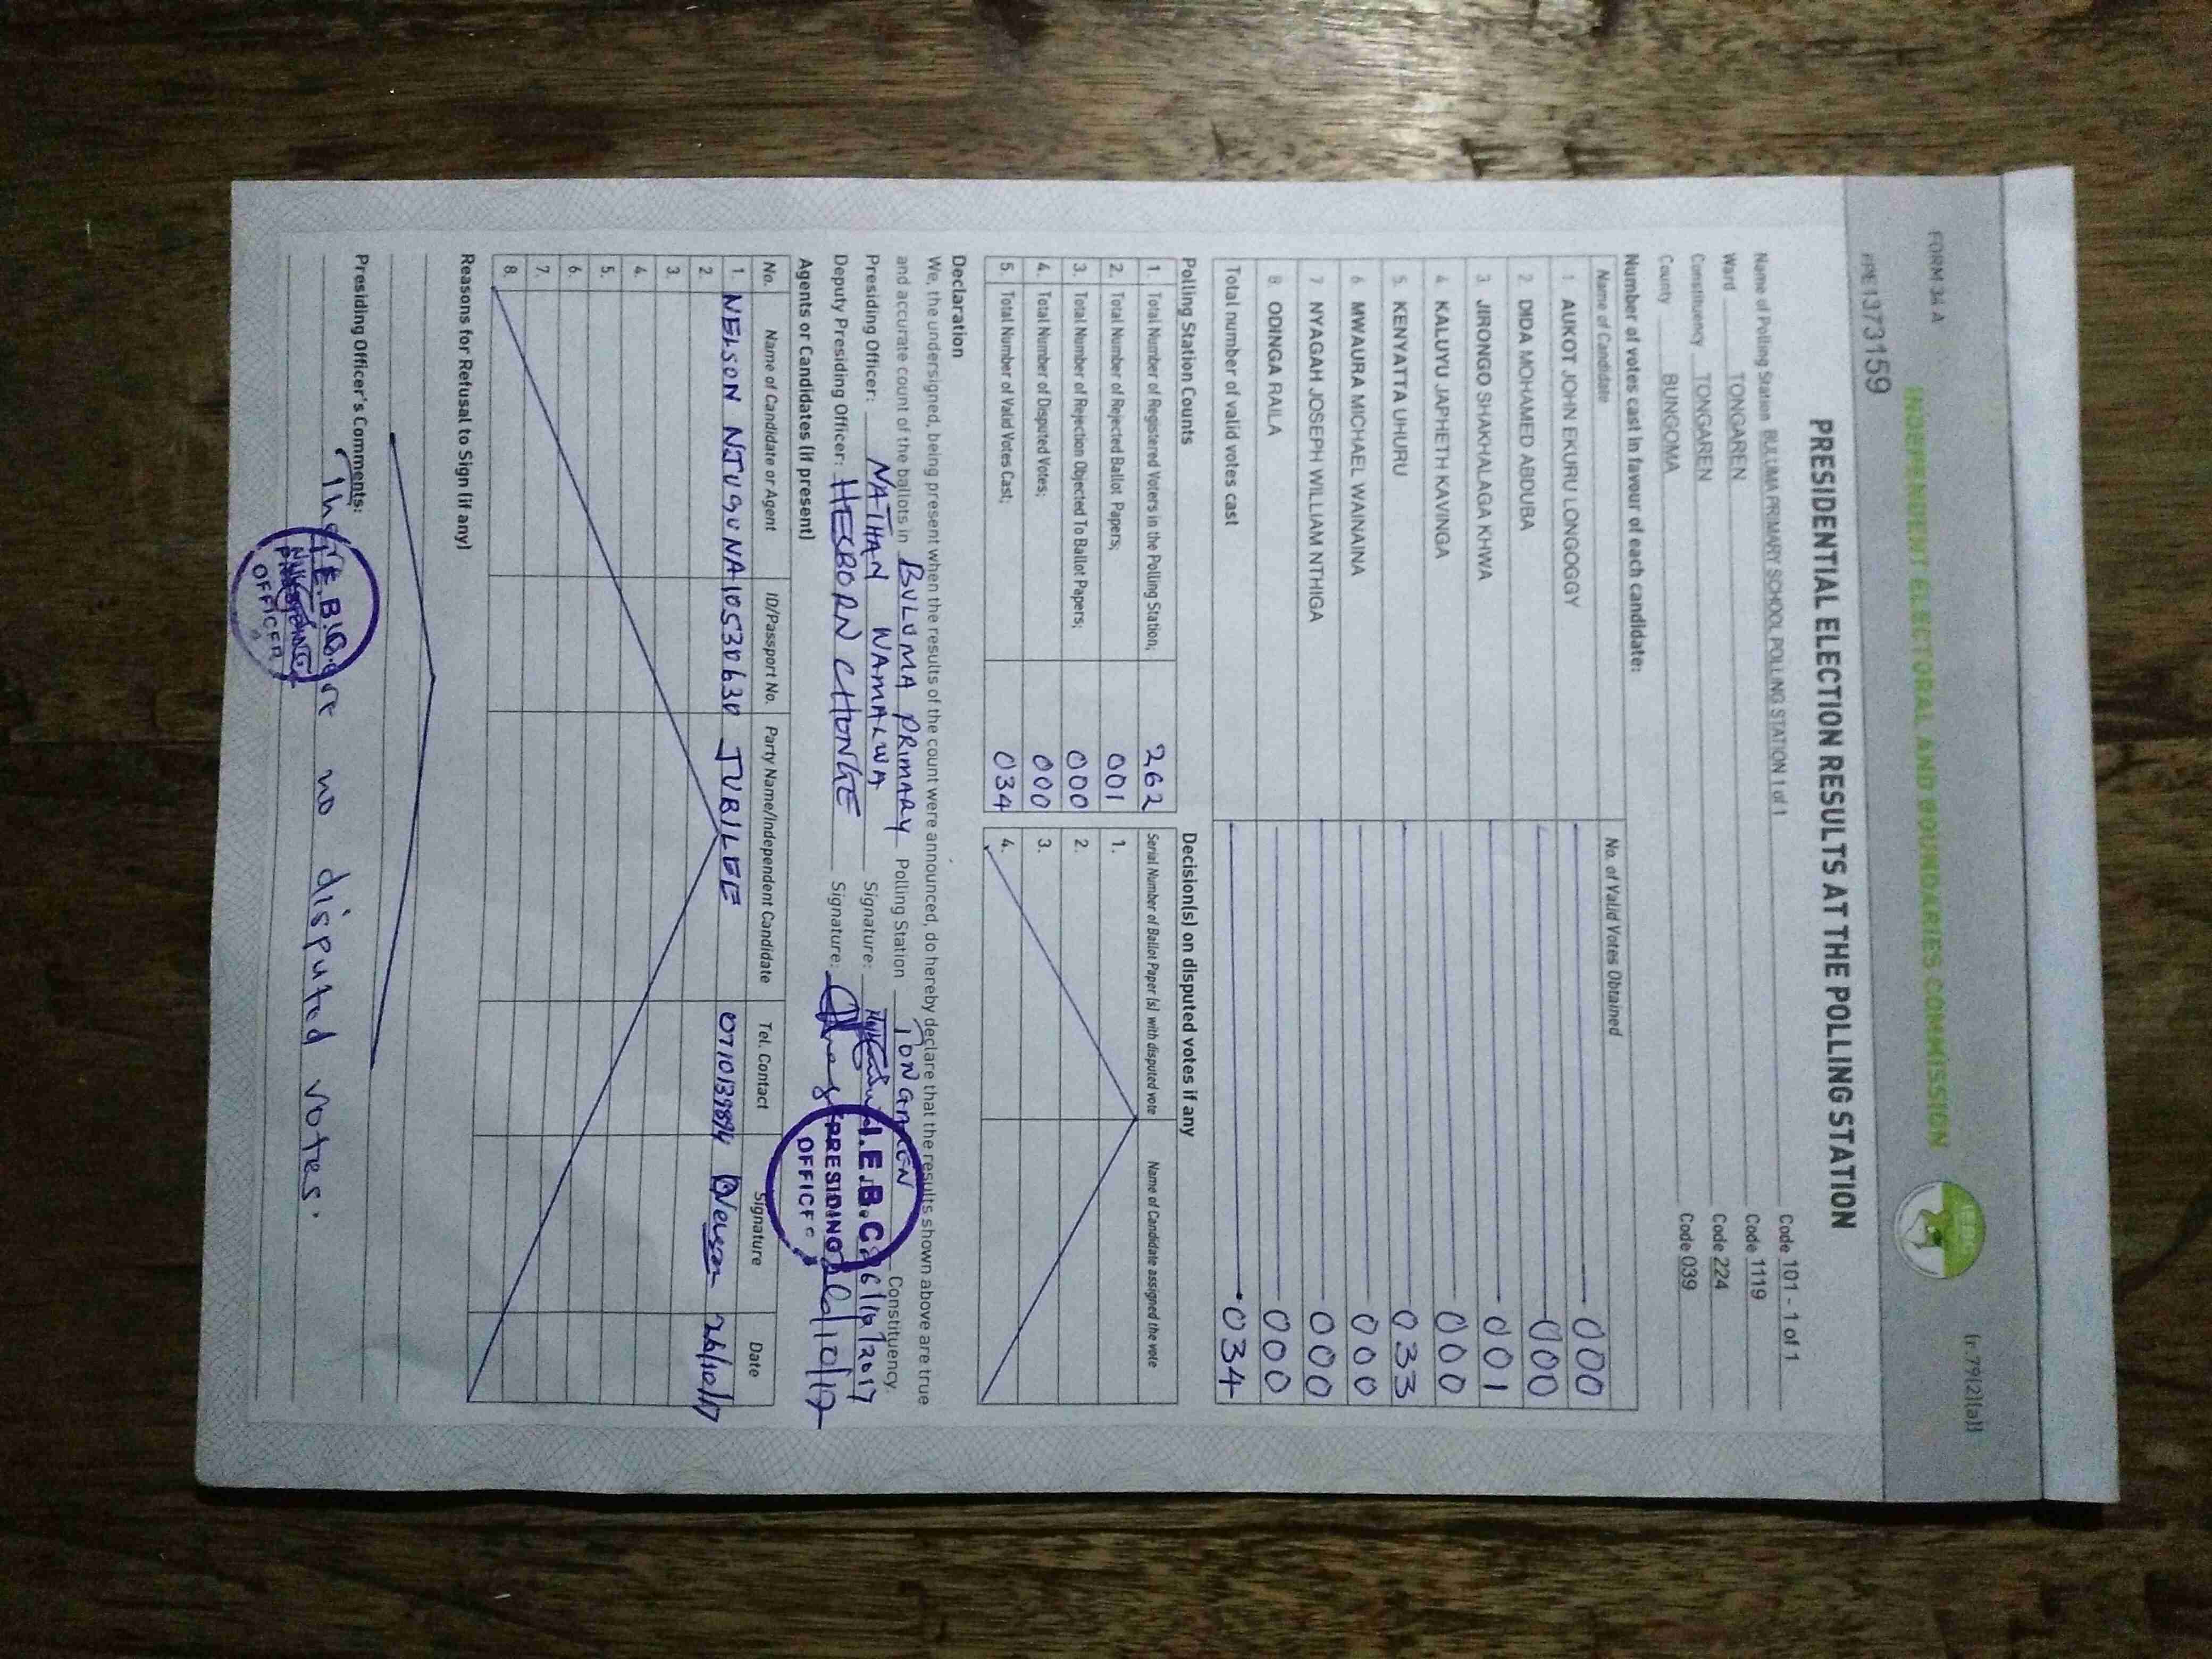 FORM 34 A
(r.79(2)(a))
INDEPENDENT ELECTORAL AND BOUNDARIES COMMISSION
IEBC
1373159
PRESIDENTIAL ELECTION RESULTS AT THE POLLING STATION
Name of Polling Station BULUMA PRIMARY SCHOOL POLLING STATION 1 of 1 Code 101 - 1 of 1
Ward TONGAREN Code 1119
Constituency TONGAREN Code 224
County BUNGOMA Code 039
Number of votes cast in favour of each candidate:
Name of Candidate No. of Valid Votes Obtained
1 AUKOT JOHN EKURU LONGOGGY 000
2. DIDA MOHAMED ABDUBA 000
3 JIRONGO SHAKHALAGA KHWA 001
4 KALUYU JAPHETH KAVINGA 000
5. KENYATTA UHURU 033
6 MWAURA MICHAEL WAINAINA 000
7 NYAGAH JOSEPH WILLIAM NTHIGA 000
8. ODINGA RAILA 000
Total number of valid votes cast 034
Polling Station Counts
1. Total Number of Registered Voters in the Polling Station; 262
2. Total Number of Rejected Ballot Papers; 001
3. Total Number of Rejection Objected To Ballot Papers; 000
4. Total Number of Disputed Votes; 000
5. Total Number of Valid Votes Cast; 034
Decision(s) on disputed votes if any
Serial Number of Ballot Paper (s) with disputed vote Name of Candidate assigned the vote
1.
2.
3.
4.
Declaration
We, the undersigned, being present when the results of the count were announced, do hereby declare that the results shown above are true
and accurate count of the ballots in BULUMA PRIMARY Polling Station TONGAREN Constituency.
Presiding Officer: NATHAN WAMALWA Signature: 26/10/2017
Deputy Presiding Officer: HESBORN CHONGE Signature: 26/10/17
I.E.B.C.
PRESIDING
OFFICER
Agents or Candidates (if present)
No. Name of Candidate or Agent ID/Passport No. Party Name/Independent Candidate Tel. Contact Signature Date
1. NELSON NJUGUNA 10530630 JUBILEE 0710139894 Nelson 26/10/17
2.
3.
4.
5.
6.
7.
8.
Reasons for Refusal to Sign (if any)
Presiding Officer's Comments:
There are no disputed votes.
I.E.B.C.
PRESIDING
OFFICER